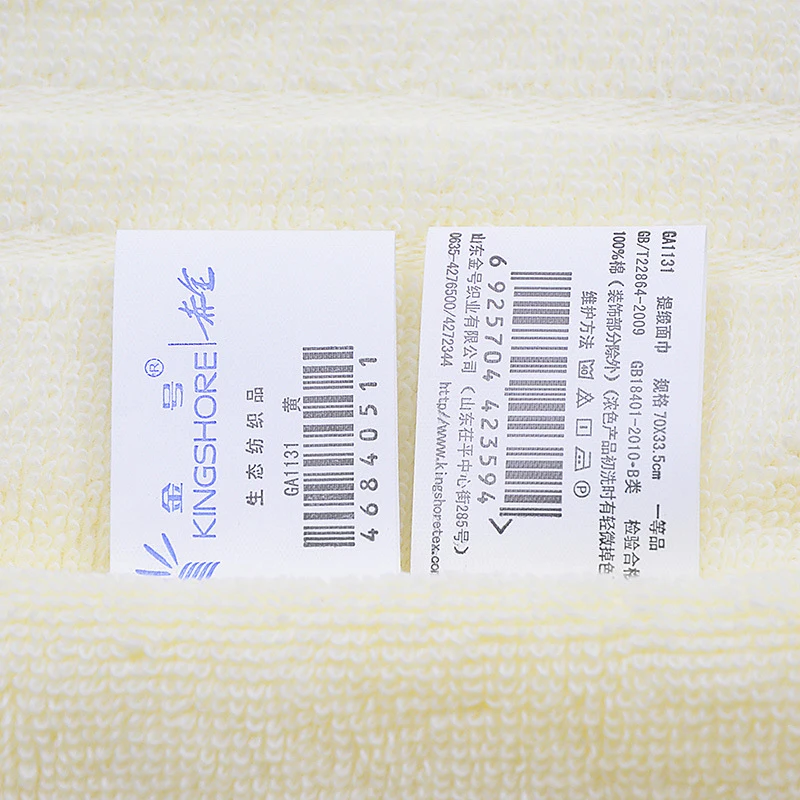 金号®
KINGSHORE
生态纺织品
GA1131 黄
46840511
GA1131 提缎面巾 规格 70X33.5cm 一等品
GB/T22864-2009 GB18401-2010·B类 检验合格
100%棉(装饰部分除外)(浓色产品初洗时有轻微掉色
维护方法
6 925704 423594 >
山东金号织业有限公司(山东茌平中心街285号)
0635-4276500/4272344 http://www.kingshoretex.co